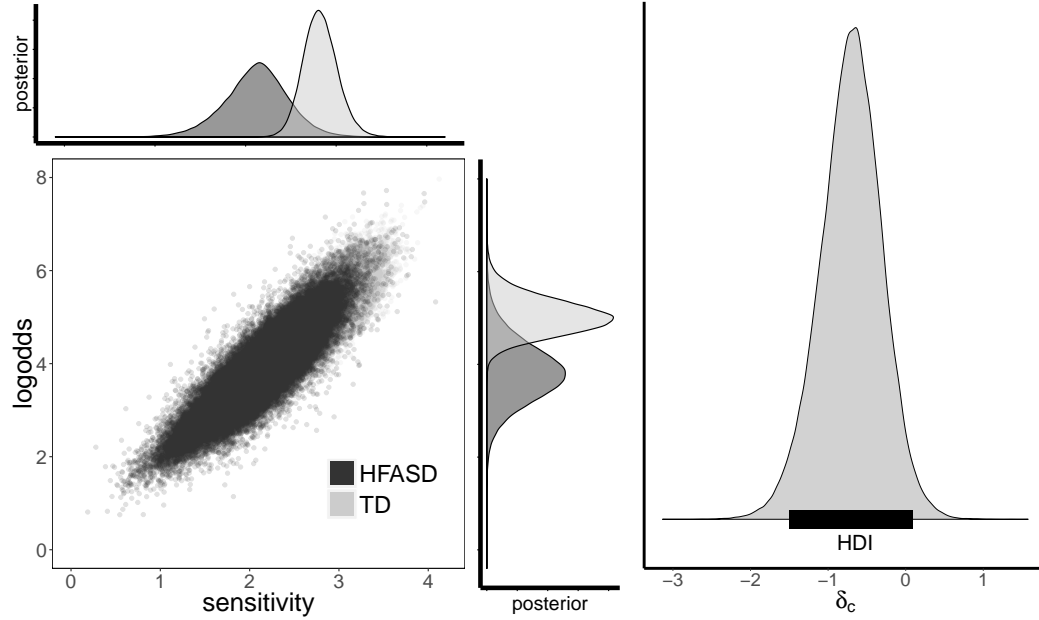 posterior
8
6
4
2
0
logodds
HFASD
TD
0 1 2 3 4
sensitivity
posterior
HDI
−3 −2 −1 0 1
δc